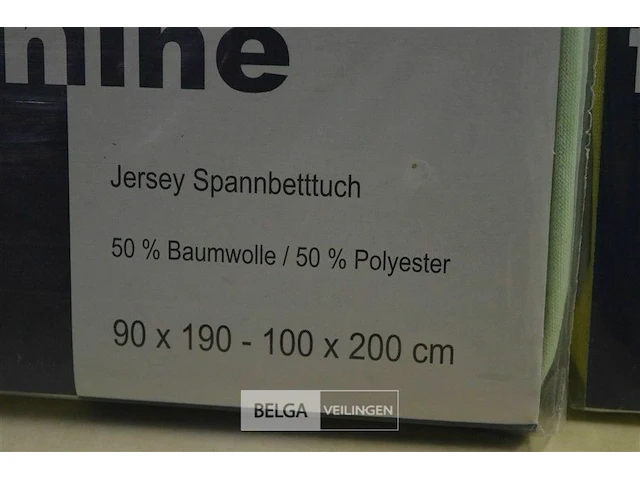 Jersey Spannbetttuch
50 % Baumwolle / 50 % Polyester
90 x 190 - 100 x 200 cm
BELGA VEILINGEN